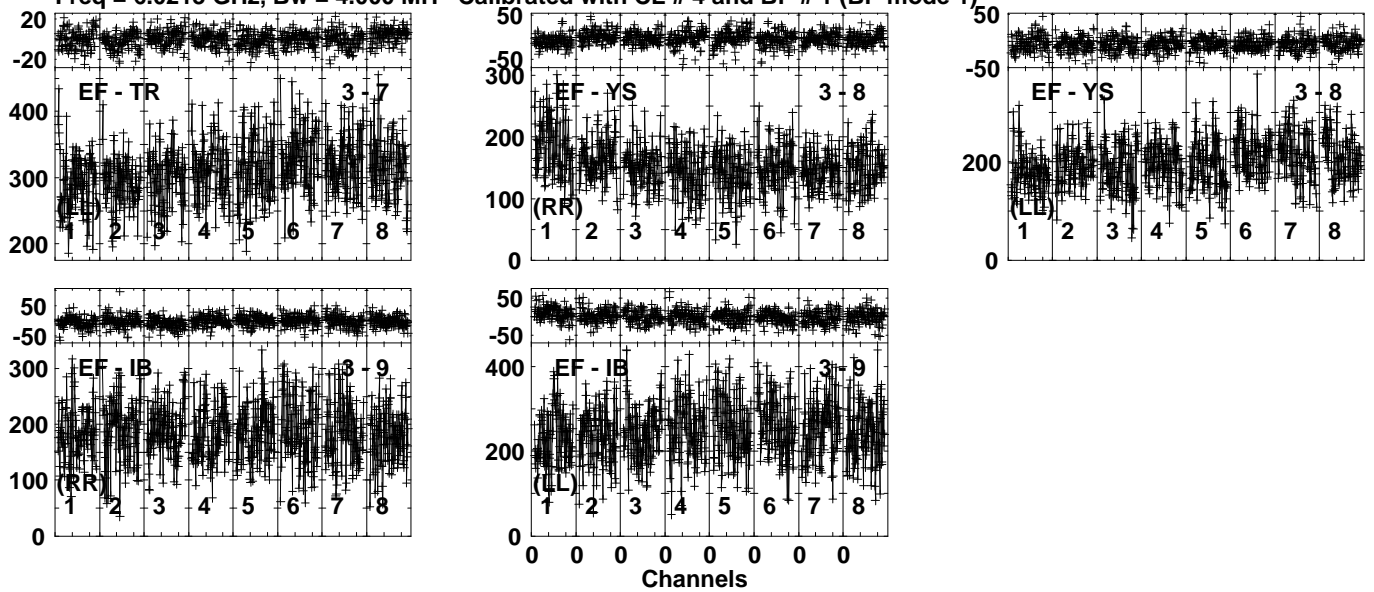 Freq = GHz, Bw = 4.000 MH Calibrated with CL # 4 and BP # 1 (BP mode 1)
20
-20
EF - TR 3 - 7
400
300
(LL)
200
1 2 3 4 5 6 7 8
50
-50
EF - YS 3 - 8
300
200
100
(RR)
0
1 2 3 4 5 6 7 8
50
-50
EF - YS 3 - 8
200
(LL)
0
1 2 3 4 5 6 7 8
50
-50
EF - IB 3 - 9
300
200
100
(RR)
0
1 2 3 4 5 6 7 8
50
-50
EF - IB 3 - 9
400
200
(LL)
0
1 2 3 4 5 6 7 8
0 0 0 0 0 0 0 0
Channels